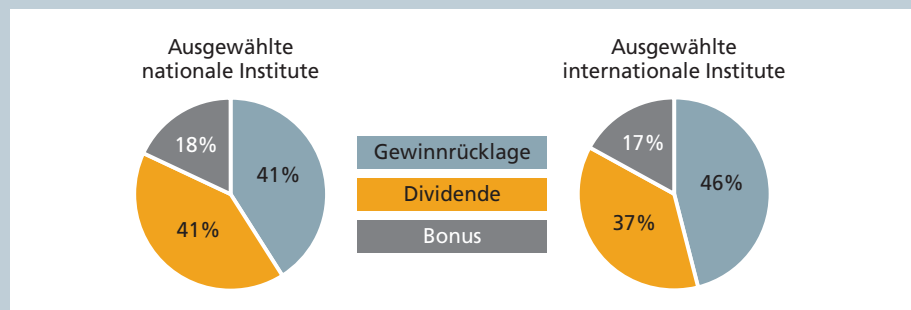 Ausgewählte
nationale Institute
18%
41%
41%
Gewinnrücklage
Dividende
Bonus
Ausgewählte
internationale Institute
17%
46%
37%